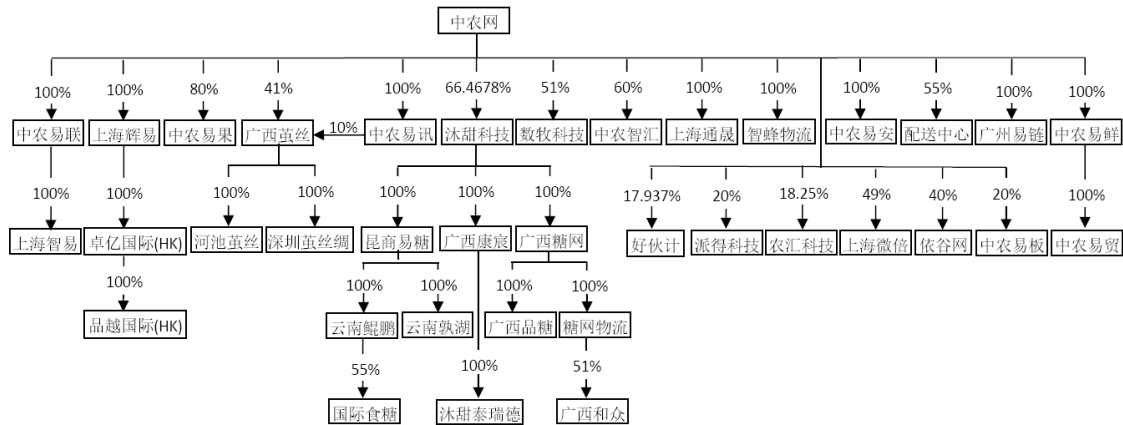 中农网
100% 100% 80% 41% 100% 66.4678% 51% 60% 100% 100% 100% 55% 100% 100%
中农易联 上海辉易 中农易果 广西茧丝 10% 中农易讯 沐甜科技 数牧科技 中农智汇 上海通晟 智蜂物流 中农易安 配送中心 广州易链 中农易鲜
100% 100% 100% 100% 100% 100% 100% 17.937% 20% 18.25% 49% 40% 20% 100%
上海智易 卓亿国际(HK) 河池茧丝 深圳茧丝绸 昆商易糖 广西康宸 广西糖网 好伙计 派得科技 农汇科技 上海微倍 依谷网 中农易板 中农易贸
100% 100% 100% 100% 100%
品越国际(HK) 云南鲲鹏 云南孰湖 广西品糖 糖网物流
55% 100% 51%
国际食糖 沐甜泰瑞德 广西和众